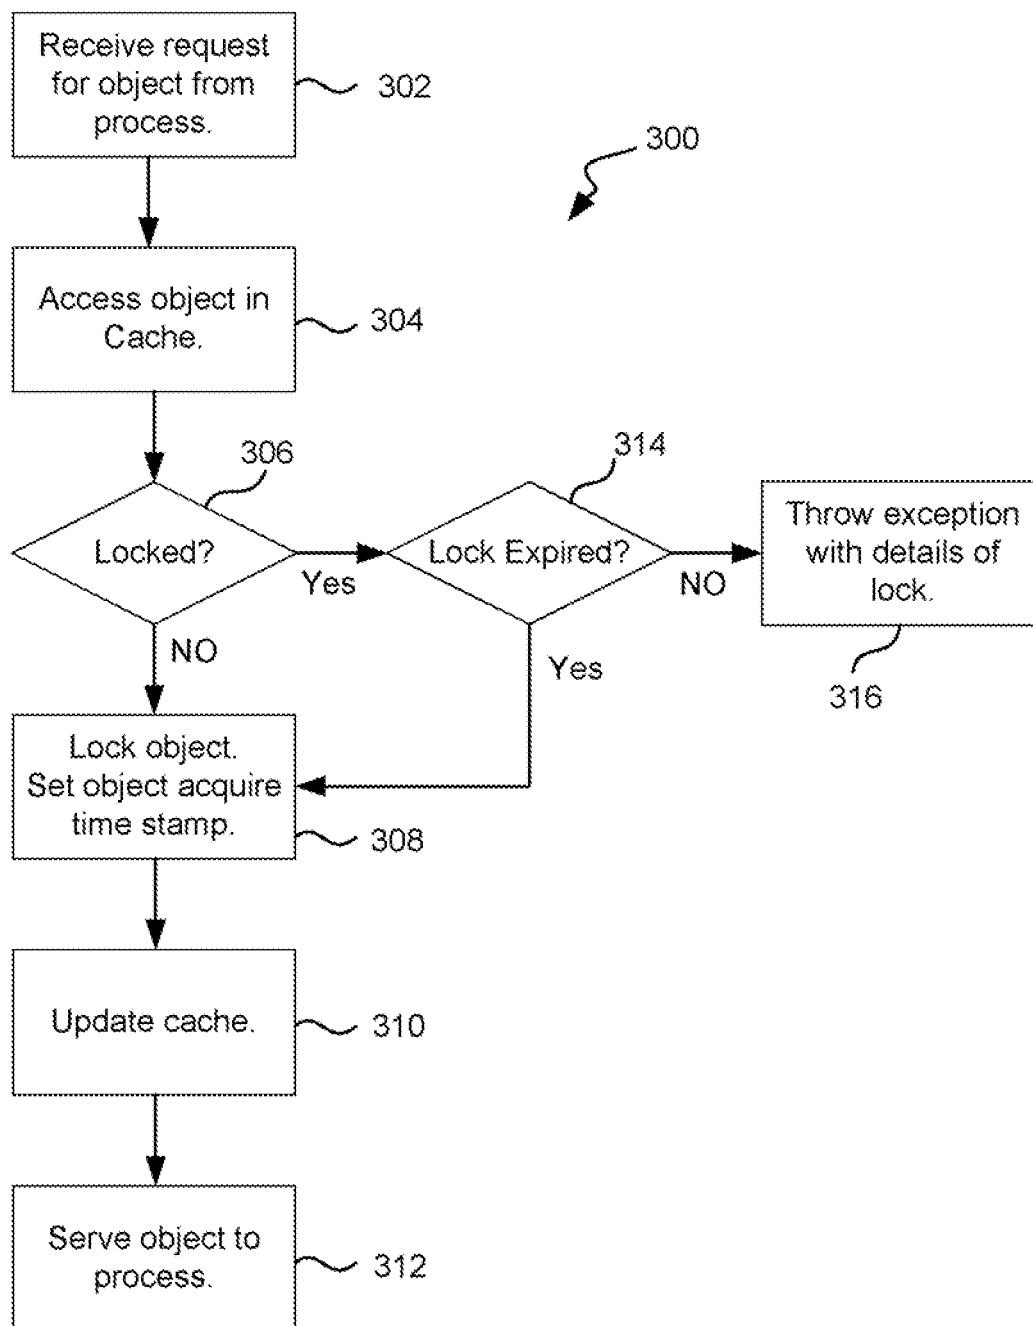 Receive request
for object from
process.
302
300
Access object in
Cache.
304
306
314
Locked?
Yes
Lock Expired?
NO
Throw exception
with details of
lock.
316
NO
Yes
Lock object.
Set object acquire
time stamp.
308
Update cache.
310
Serve object to
process.
312